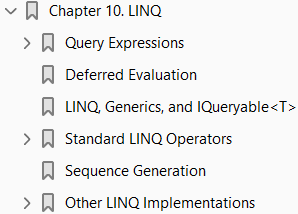 Chapter 10. LINQ
Query Expressions
Deferred Evaluation
LINQ, Generics, and IQueryable<T>
Standard LINQ Operators
Sequence Generation
Other LINQ Implementations